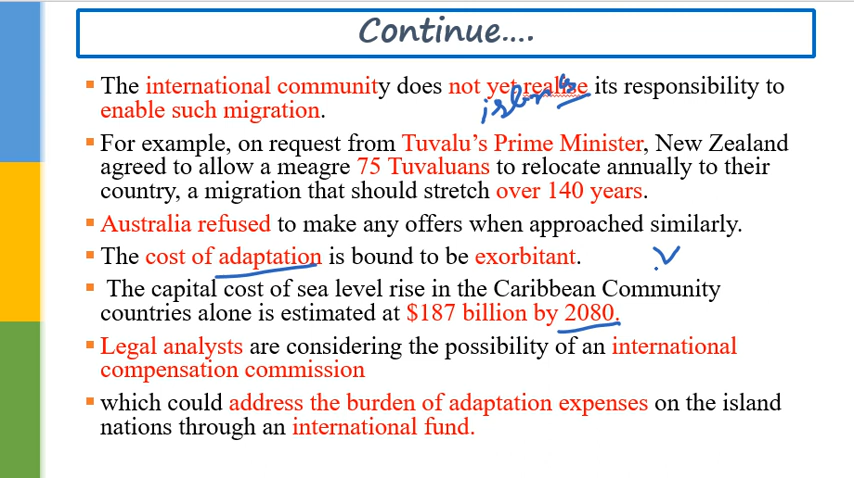 Continue....
▪ The international community does not yet realise its responsibility to
enable such migration.
▪ For example, on request from Tuvalu's Prime Minister, New Zealand
agreed to allow a meagre 75 Tuvaluans to relocate annually to their
country, a migration that should stretch over 140 years.
▪ Australia refused to make any offers when approached similarly.
▪ The cost of adaptation is bound to be exorbitant.
▪ The capital cost of sea level rise in the Caribbean Community
countries alone is estimated at $187 billion by 2080.
▪ Legal analysts are considering the possibility of an international
compensation commission
▪ which could address the burden of adaptation expenses on the island
nations through an international fund.